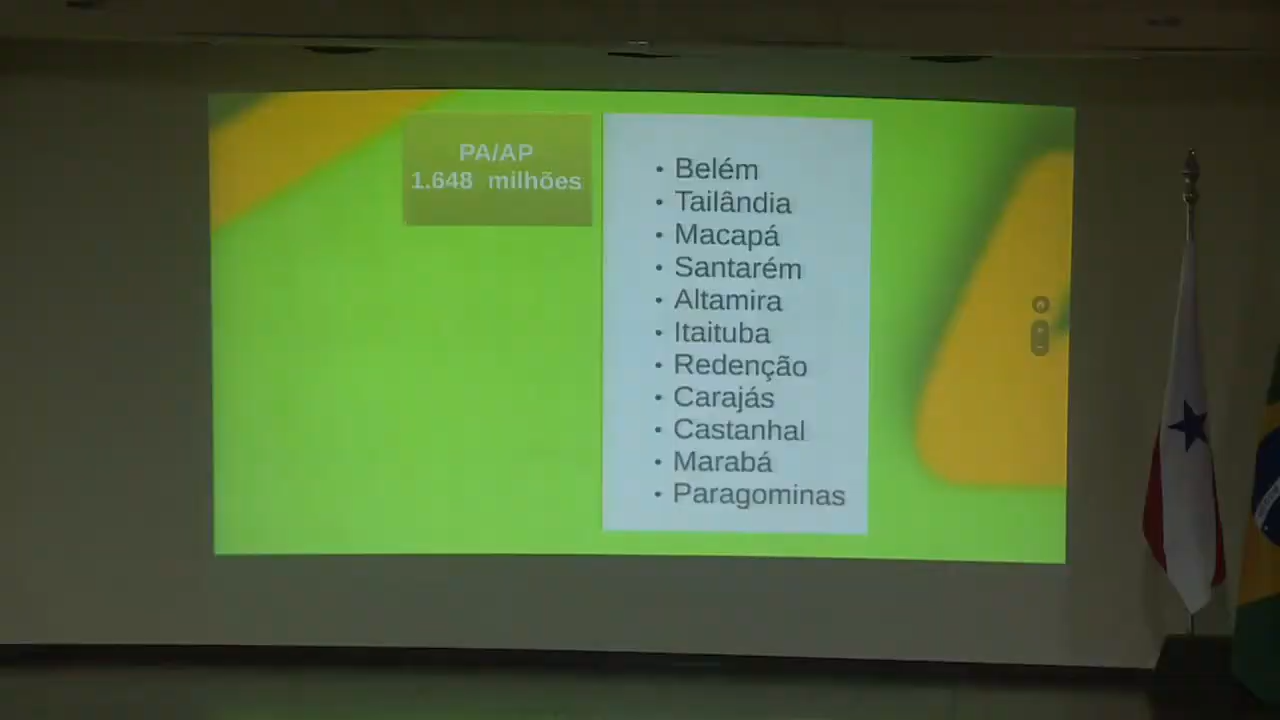 PA/AP
1.648 milhões
• Belém
• Tailândia
• Macapá
• Santarém
• Altamira
• Itaituba
• Redenção
• Carajás
• Castanhal
• Marabá
• Paragominas